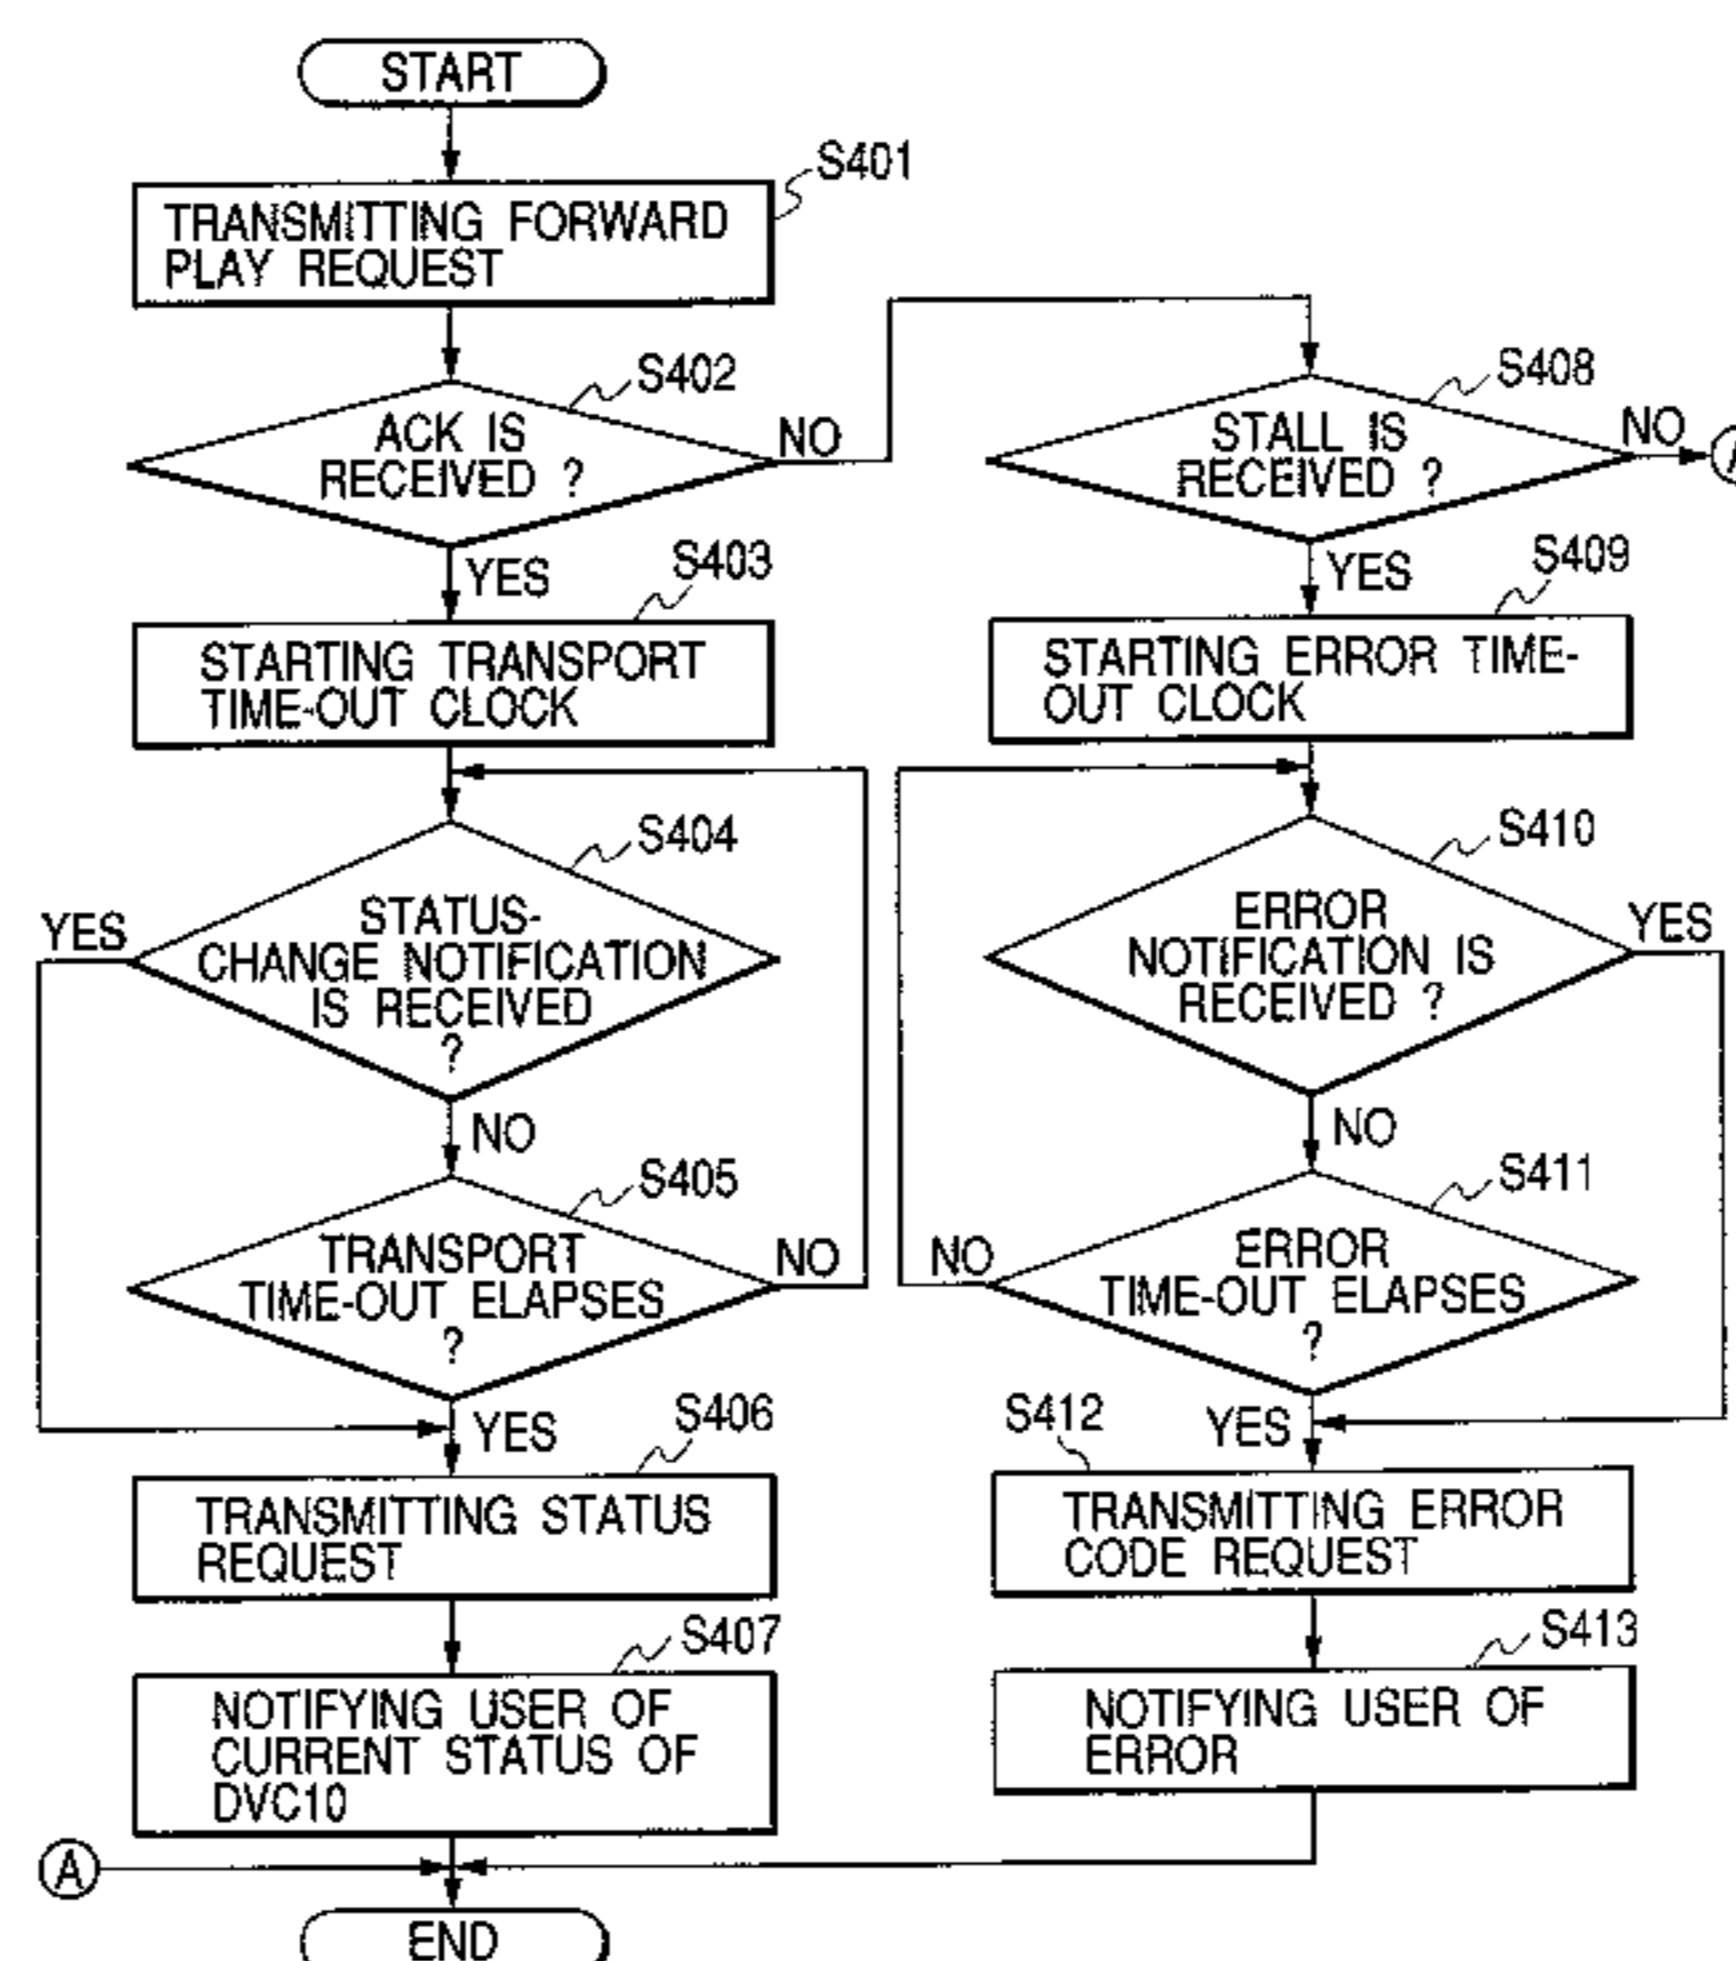 START
S401
TRANSMITTING FORWARD
PLAY REQUEST
S402
ACK IS
RECEIVED ?
NO
YES
S403
STARTING TRANSPORT
TIME-OUT CLOCK
S404
STATUS-
CHANGE NOTIFICATION
IS RECEIVED
?
YES
NO
S405
TRANSPORT
TIME-OUT ELAPSES
?
NO
YES
S406
TRANSMITTING STATUS
REQUEST
S407
NOTIFYING USER OF
CURRENT STATUS OF
DVC10
A
END
S408
STALL IS
RECEIVED ?
NO
YES
S409
STARTING ERROR TIME-
OUT CLOCK
S410
ERROR
NOTIFICATION IS
RECEIVED ?
YES
NO
S411
ERROR
TIME-OUT ELAPSES
?
NO
YES
S412
TRANSMITTING ERROR
CODE REQUEST
S413
NOTIFYING USER OF
ERROR